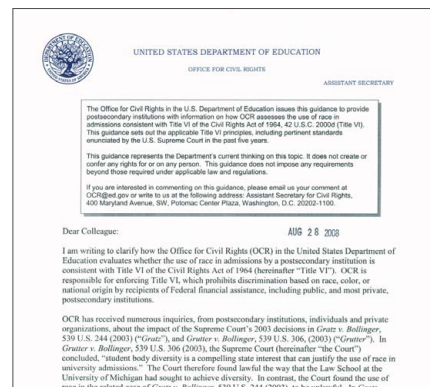 UNITED STATES DEPARTMENT OF EDUCATION
OFFICE FOR CIVIL RIGHTS
ASSISTANT SECRETARY
The Office for Civil Rights in the U.S. Department of Education issues this guidance to provide
postsecondary institutions with information on how OCR assesses the use of race in
admissions consistent with Title VI of the Civil Rights Act of 1964, 42 U.S.C. 2000d (Title VI).
This guidance sets out the applicable Title VI principles, including pertinent standards
enunciated by the U.S. Supreme Court in the past five years.
This guidance represents the Department's current thinking on this topic. It does not create or
confer any rights for or on any person. This guidance does not impose any requirements
beyond those required under applicable law and regulations.
If you are interested in commenting on this guidance, please email us your comment at
OCR@ed.gov or write to us at the following address: Assistant Secretary for Civil Rights,
400 Maryland Avenue, SW, Potomac Center Plaza, Washington, D.C. 20202-1100.
Dear Colleague:
AUG 28 2008
I am writing to clarify how the Office for Civil Rights (OCR) in the United States Department of
Education evaluates whether the use of race in admissions by a postsecondary institution is
consistent with Title VI of the Civil Rights Act of 1964 (hereinafter "Title VI"). OCR is
responsible for enforcing Title VI, which prohibits discrimination based on race, color, or
national origin by recipients of Federal financial assistance, including public, and most private,
postsecondary institutions.
OCR has received numerous inquiries, from postsecondary institutions, individuals and private
organizations, about the impact of the Supreme Court's 2003 decisions in Gratz v. Bollinger,
539 U.S. 244 (2003) ("Gratz"), and Grutter v. Bollinger, 539 U.S. 306, (2003) ("Grutter"). In
Grutter v. Bollinger, 539 U.S. 306 (2003), the Supreme Court (hereinafter "the Court")
concluded, "student body diversity is a compelling state interest that can justify the use of race in
university admissions." The Court therefore found lawful the way that the Law School at the
University of Michigan had sought to achieve diversity. In contrast, the Court found the use of